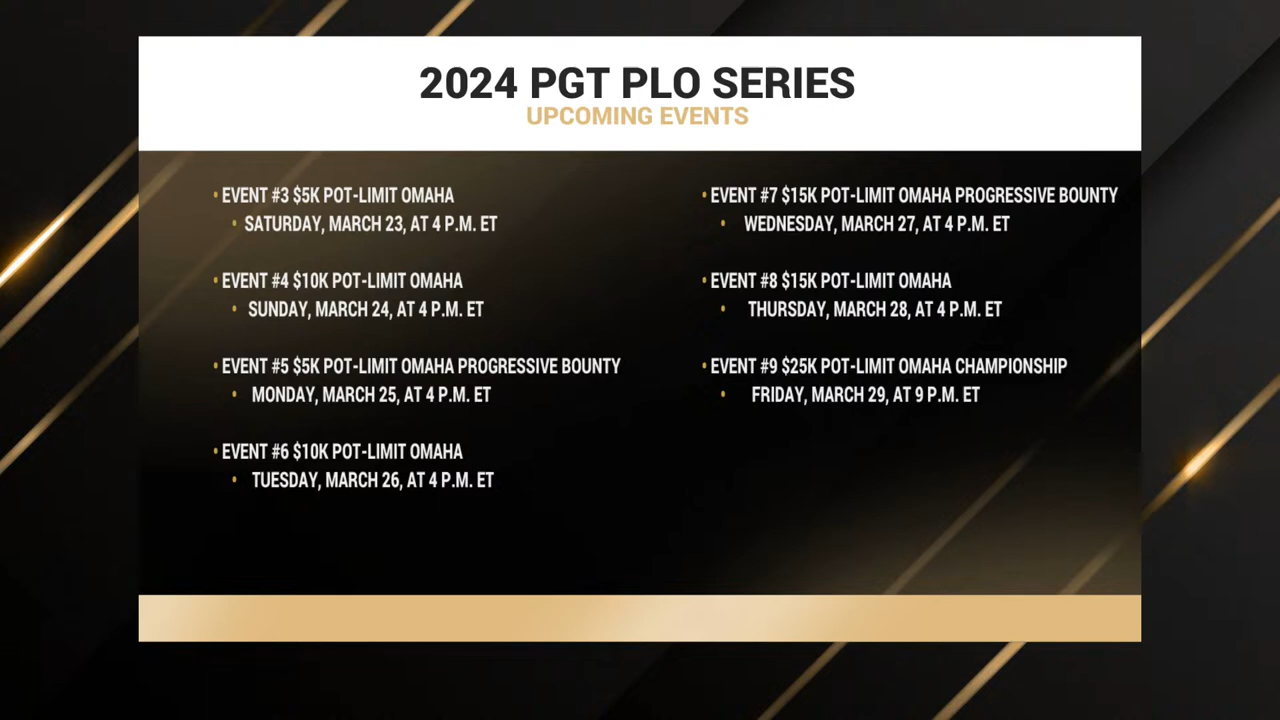 2024 PGT PLO SERIES
UPCOMING EVENTS
• EVENT #3 $5K POT-LIMIT OMAHA
• SATURDAY, MARCH 23, AT 4 P.M. ET
• EVENT #4 $10K POT-LIMIT OMAHA
• SUNDAY, MARCH 24, AT 4 P.M. ET
• EVENT #5 $5K POT-LIMIT OMAHA PROGRESSIVE BOUNTY
• MONDAY, MARCH 25, AT 4 P.M. ET
• EVENT #6 $10K POT-LIMIT OMAHA
• TUESDAY, MARCH 26, AT 4 P.M. ET
• EVENT #7 $15K POT-LIMIT OMAHA PROGRESSIVE BOUNTY
• WEDNESDAY, MARCH 27, AT 4 P.M. ET
• EVENT #8 $15K POT-LIMIT OMAHA
• THURSDAY, MARCH 28, AT 4 P.M. ET
• EVENT #9 $25K POT-LIMIT OMAHA CHAMPIONSHIP
• FRIDAY, MARCH 29, AT 9 P.M. ET